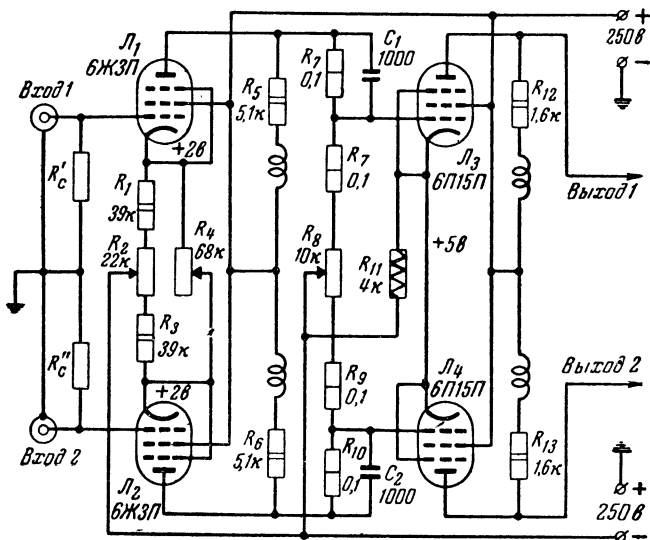 Л1
6Ж3П
Вход 1
+2в
R'с
R1
39к
R2
22к
R3
39к
R4
68к
R"с
+2в
Вход 2
Л2
6Ж3П
R5
5,1к
R6
5,1к
R7
0,1
C1
1000
R7
0,1
R8
10к
R9
0,1
R10
0,1
C2
1000
R11
4к
Л3
6П15П
+5в
Л4
6П15П
R12
1,6к
R13
1,6к
+
250в
−
Выход 1
Выход 2
+
250в
−